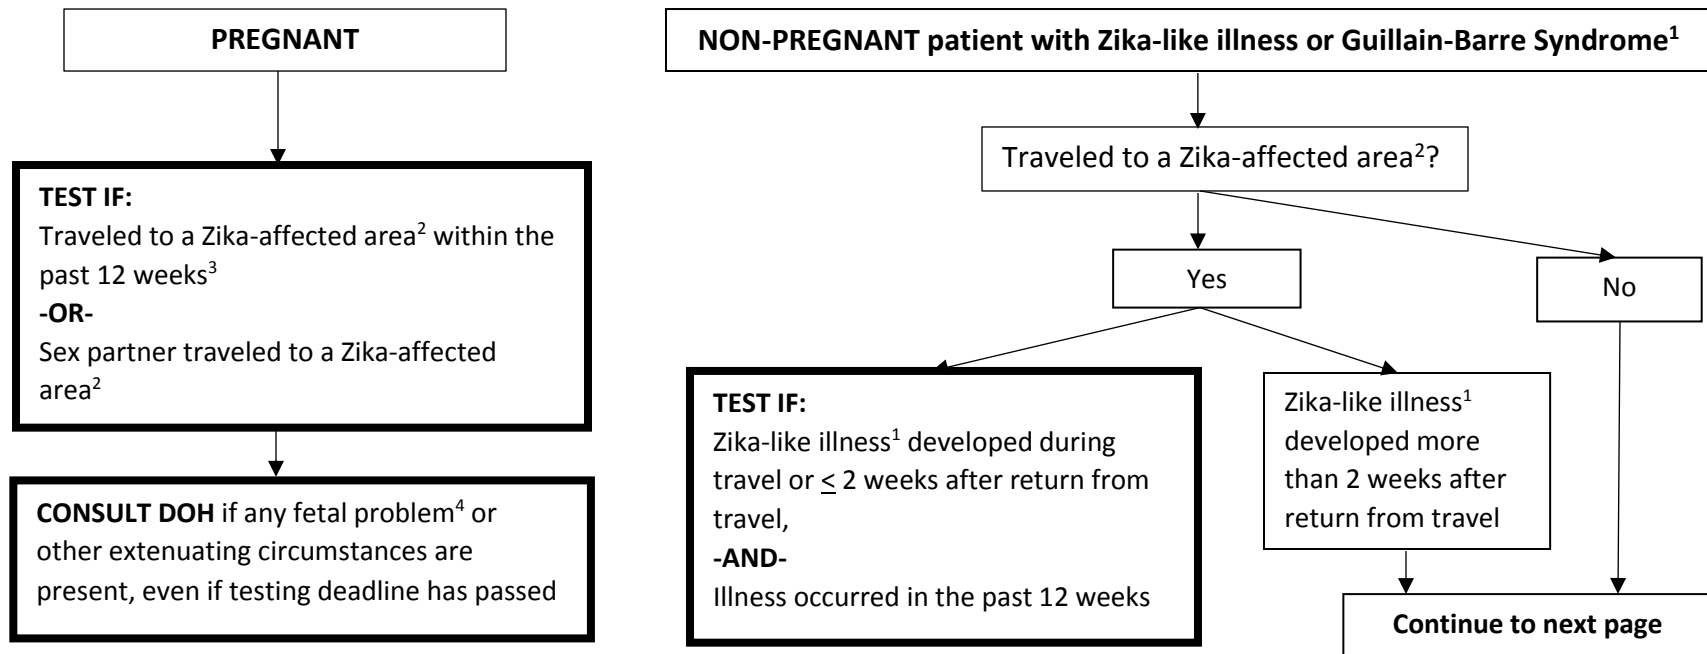 PREGNANT
TEST IF:
Traveled to a Zika-affected area² within the
past 12 weeks³
-OR-
Sex partner traveled to a Zika-affected
area²
CONSULT DOH if any fetal problem⁴ or
other extenuating circumstances are
present, even if testing deadline has passed
NON-PREGNANT patient with Zika-like illness or Guillain-Barre Syndrome¹
Traveled to a Zika-affected area²?
Yes
No
TEST IF:
Zika-like illness¹ developed during
travel or < 2 weeks after return from
travel,
-AND-
Illness occurred in the past 12 weeks
Zika-like illness¹
developed more
than 2 weeks after
return from travel
Continue to next page